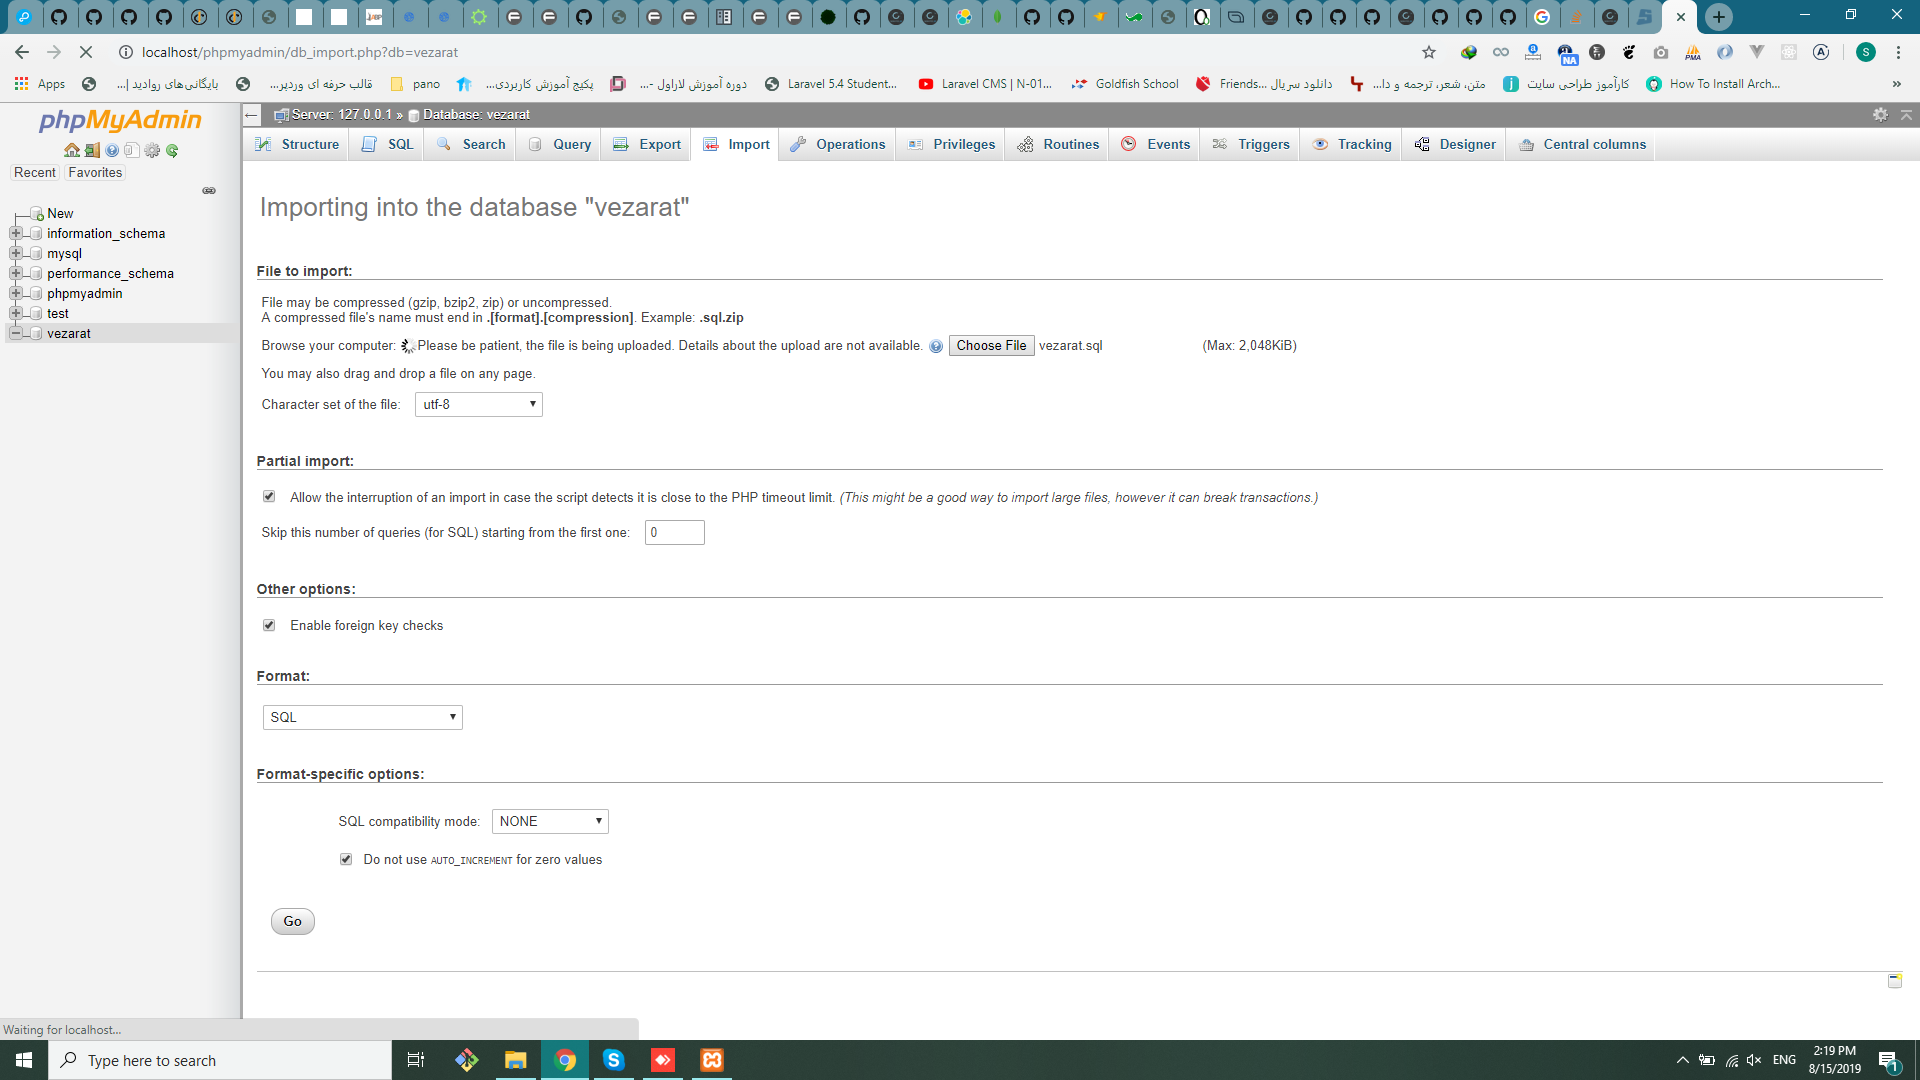 localhost/phpmyadmin/db_import.php?db=vezarat
Apps
بایگانی‌های روادید |...
قالب حرفه ای وردپر...
pano
پکیج آموزش کاربردی...
دوره آموزش لاراول -...
Laravel 5.4 Student...
Laravel CMS | N-01...
Goldfish School
دانلود سریال Friends...
متن، شعر، ترجمه و دا...
کارآموز طراحی سایت
How To Install Arch...
»
phpMyAdmin
Server: 127.0.0.1 » Database: vezarat
Structure
SQL
Search
Query
Export
Import
Operations
Privileges
Routines
Events
Triggers
Tracking
Designer
Central columns
Recent
Favorites
New
information_schema
mysql
performance_schema
phpmyadmin
test
vezarat
Importing into the database "vezarat"
File to import:
File may be compressed (gzip, bzip2, zip) or uncompressed.
A compressed file's name must end in .[format].[compression]. Example: .sql.zip
Browse your computer: Please be patient, the file is being uploaded. Details about the upload are not available. Choose File vezarat.sql (Max: 2,048KiB)
You may also drag and drop a file on any page.
Character set of the file: utf-8
Partial import:
Allow the interruption of an import in case the script detects it is close to the PHP timeout limit. (This might be a good way to import large files, however it can break transactions.)
Skip this number of queries (for SQL) starting from the first one: 0
Other options:
Enable foreign key checks
Format:
SQL
Format-specific options:
SQL compatibility mode: NONE
Do not use AUTO_INCREMENT for zero values
Go
Waiting for localhost...
Type here to search
ENG
2:19 PM
8/15/2019
1